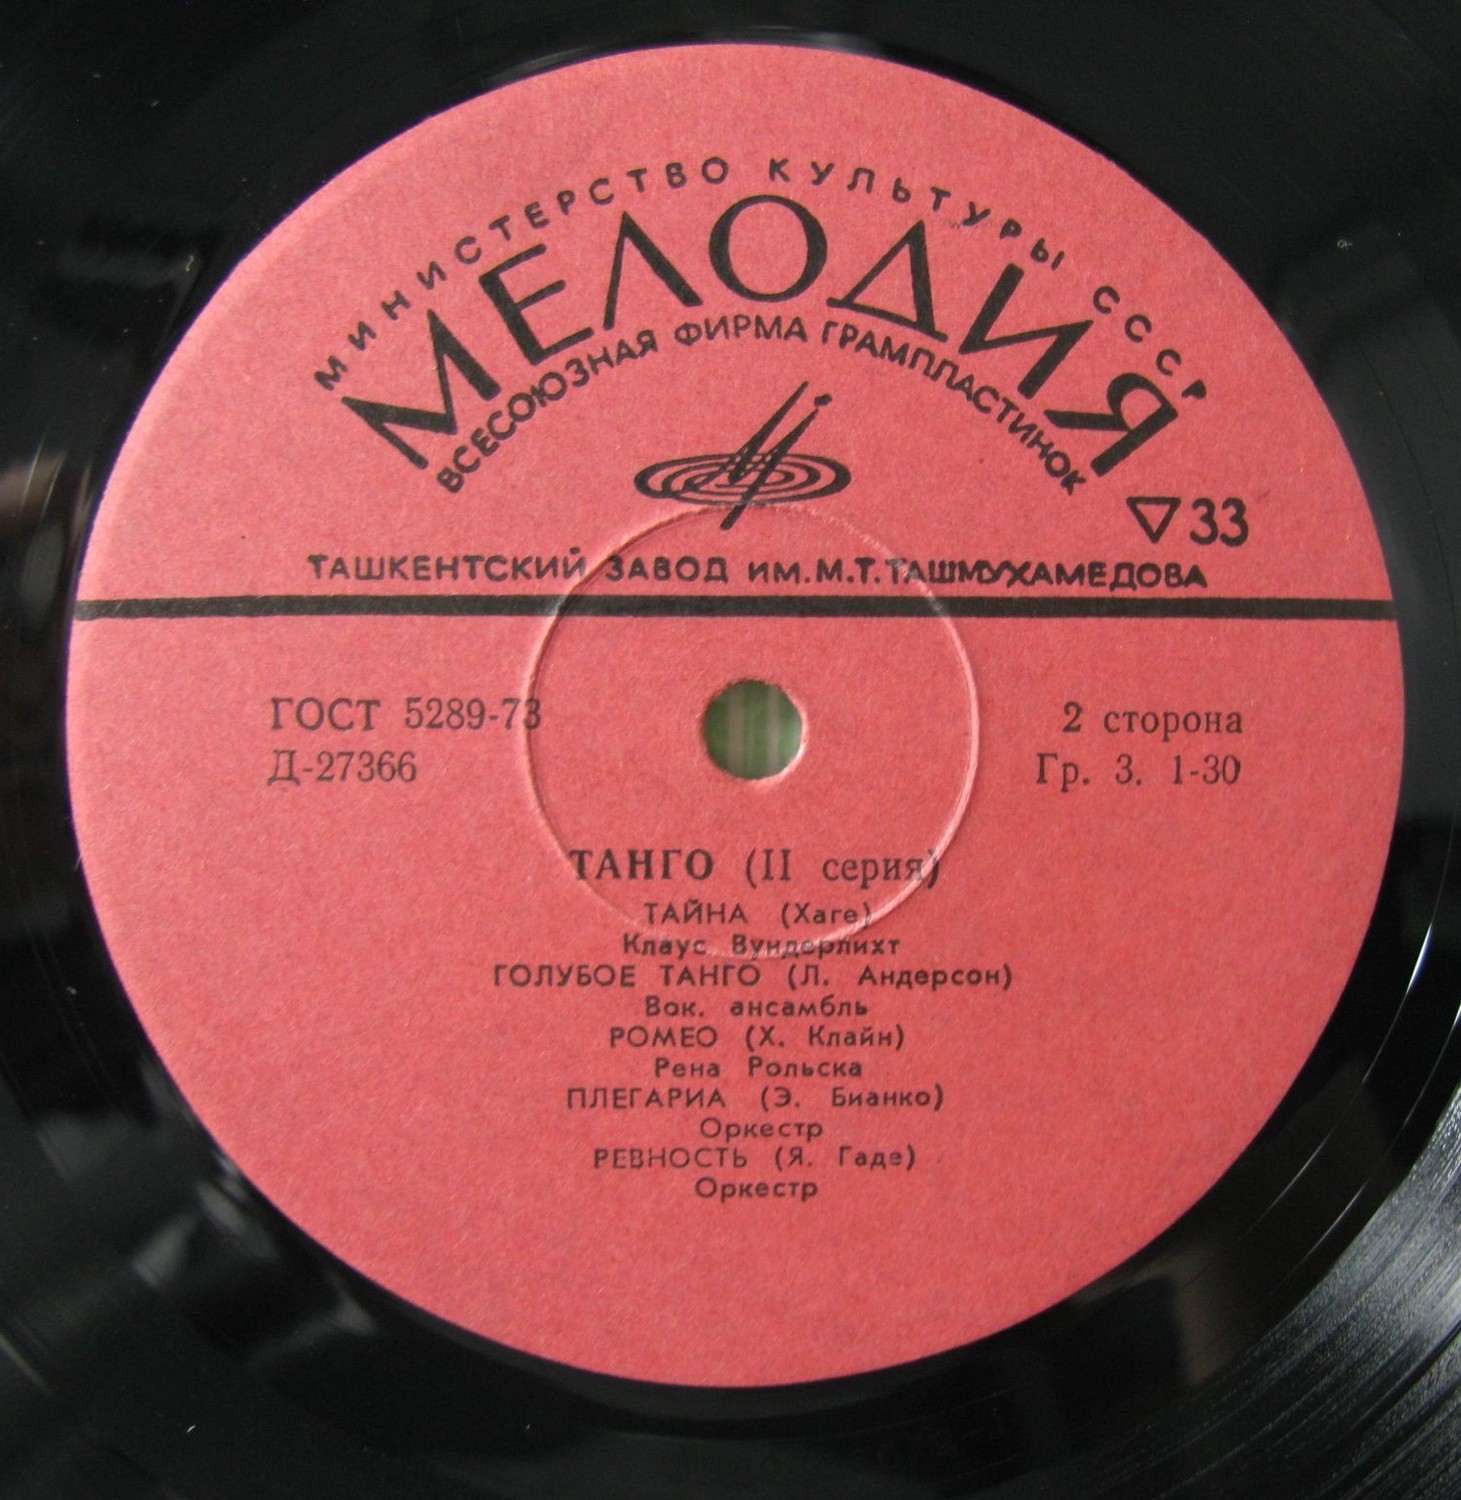 МИНИСТЕРСТВО КУЛЬТУРЫ СССР
МЕЛОДИЯ
ВСЕСОЮЗНАЯ ФИРМА ГРАМПЛАСТИНОК
33
ТАШКЕНТСКИЙ ЗАВОД ИМ. М. Т. ТАШМУХАМЕДОВА
ГОСТ 5289-73
2 сторона
Д-27366
Гр. 3. 1-30
ТАНГО (II серия)
ТАЙНА (Хаге)
Клаус Вундерлихт
ГОЛУБОЕ ТАНГО (Л. Андерсон)
Вок. ансамбль
РОМЕО (Х. Клайн)
Рена Рольска
ПЛЕГАРИА (Э. Бианко)
Оркестр
РЕВНОСТЬ (Я. Гаде)
Оркестр